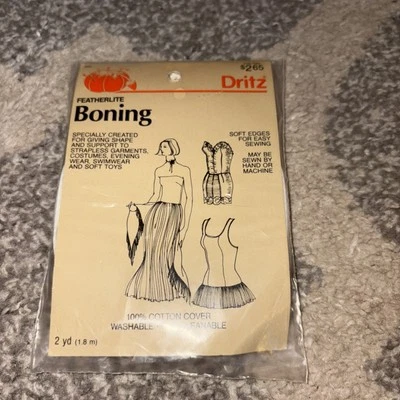 $2.65
Dritz®
FEATHERLITE
Boning
SPECIALLY CREATED
FOR GIVING SHAPE
AND SUPPORT TO
STRAPLESS GARMENTS,
COSTUMES, EVENING
WEAR, SWIMWEAR
AND SOFT TOYS
SOFT EDGES
FOR EASY
SEWING
MAY BE
SEWN BY
HAND OR
MACHINE
100% COTTON COVER
WASHABLE
2 yd (1.8 m)